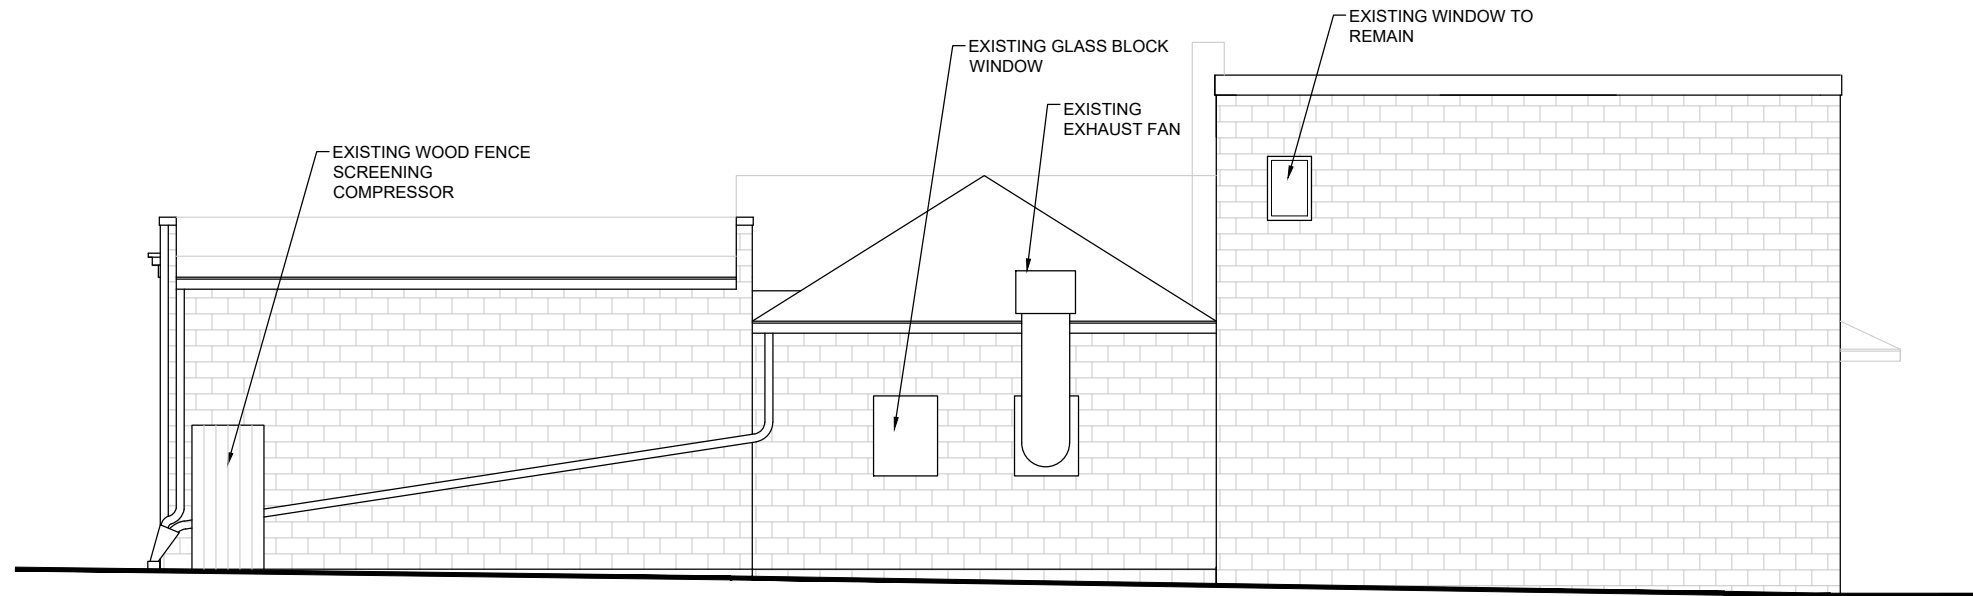 EXISTING WINDOW TO
REMAIN
EXISTING GLASS BLOCK
WINDOW
EXISTING
EXHAUST FAN
EXISTING WOOD FENCE
SCREENING
COMPRESSOR